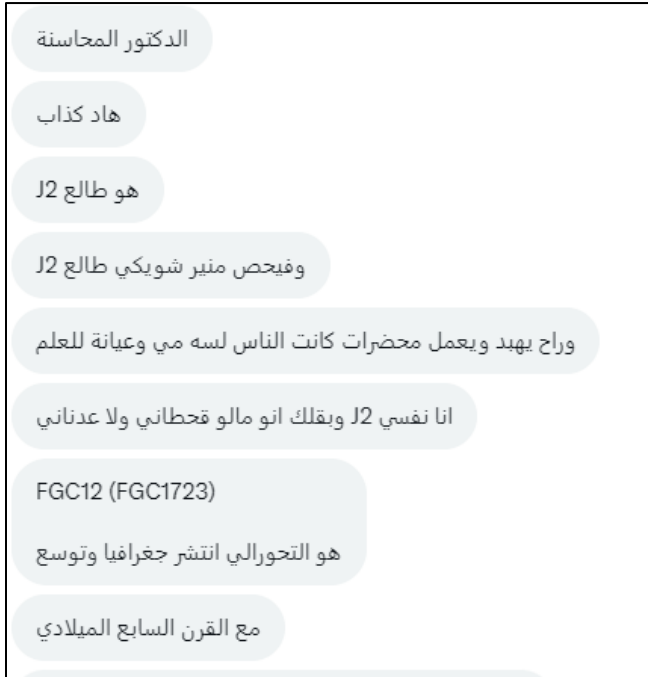 الدكتور المحاسنة
هاد كذاب
هو طالع J2
وفيحص منير شويكي طالع J2
وراح يهبد ويعمل محضرات كانت الناس لسه مي وعيانة للعلم
انا نفسي J2 وبقلك انو مالو قحطاني ولا عدناني
FGC12 (FGC1723)
هو التحورالي انتشر جغرافيا وتوسع
مع القرن السابع الميلادي